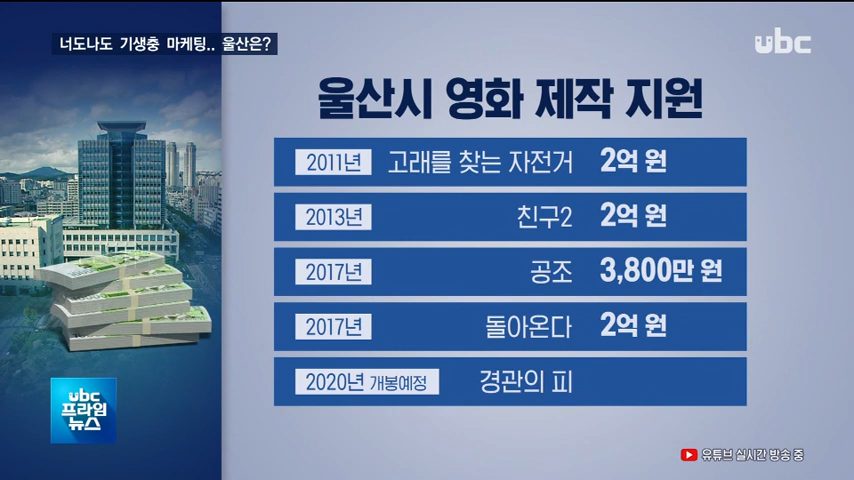 너도나도 기생충 마케팅.. 울산은?
ubc
울산시 영화 제작 지원
2011년 고래를 찾는 자전거 2억 원
2013년 친구2 2억 원
2017년 공조 3,800만 원
2017년 돌아온다 2억 원
2020년 개봉예정 경관의 피
ubc
프라임
뉴스
유튜브 실시간 방송 중